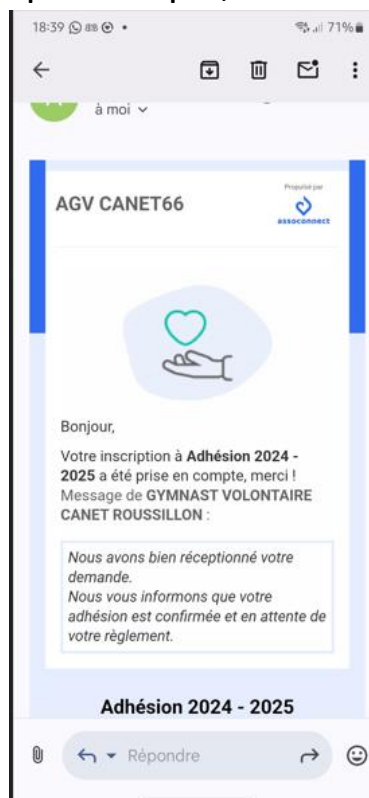 18:39
71%
à moi
AGV CANET66
Propulsé par
assoconnect
Bonjour,
Votre inscription à Adhésion 2024 -
2025 a été prise en compte, merci !
Message de GYMNAST VOLONTAIRE
CANET ROUSSILLON :
Nous avons bien réceptionné votre
demande.
Nous vous informons que votre
adhésion est confirmée et en attente de
votre règlement.
Adhésion 2024 - 2025
Répondre